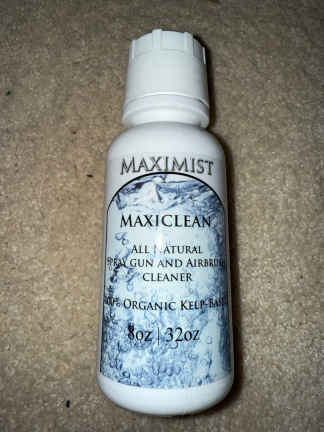 MAXIMIST
MAXICLEAN
ALL NATURAL
SPRAY GUN AND AIRBRUSH
CLEANER
ORGANIC KELP-BASED
8OZ | 32OZ